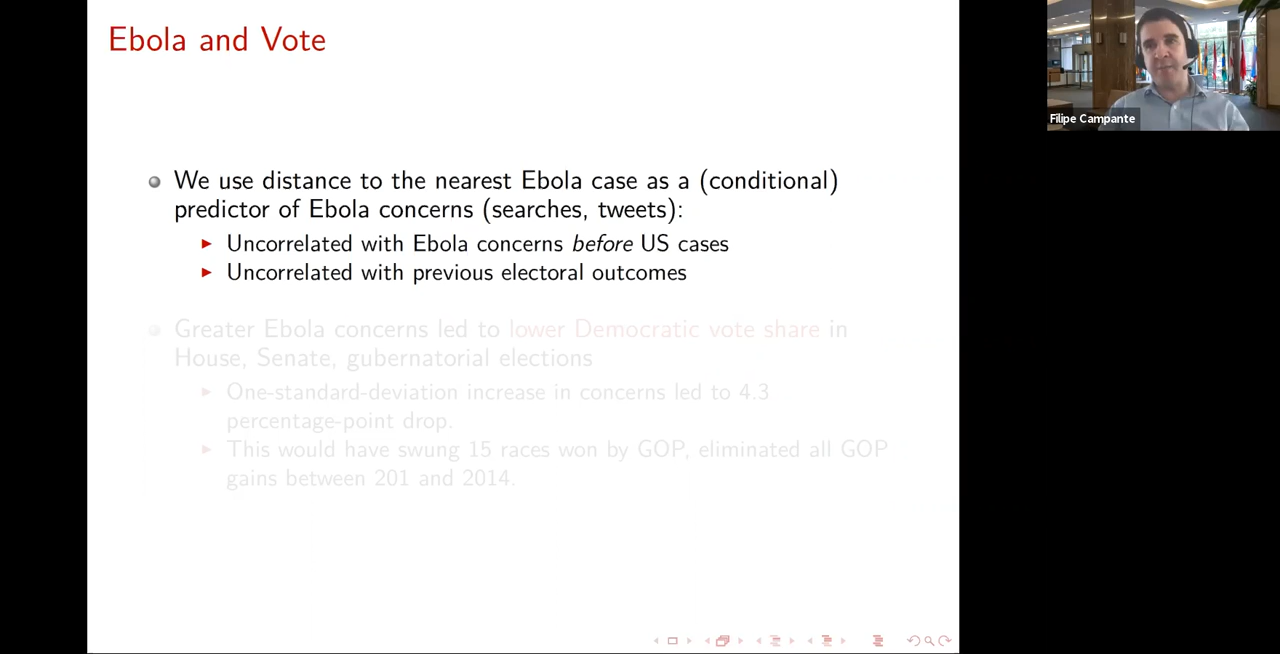 Ebola and Vote
Filipe Campante
We use distance to the nearest Ebola case as a (conditional)
predictor of Ebola concerns (searches, tweets):
Uncorrelated with Ebola concerns before US cases
Uncorrelated with previous electoral outcomes
Greater Ebola concerns led to lower Democratic vote share in
House, Senate, gubernatorial elections
One-standard-deviation increase in concerns led to 4.3
percentage-point drop.
This would have swung 15 races won by GOP, eliminated all GOP
gains between 201 and 2014.